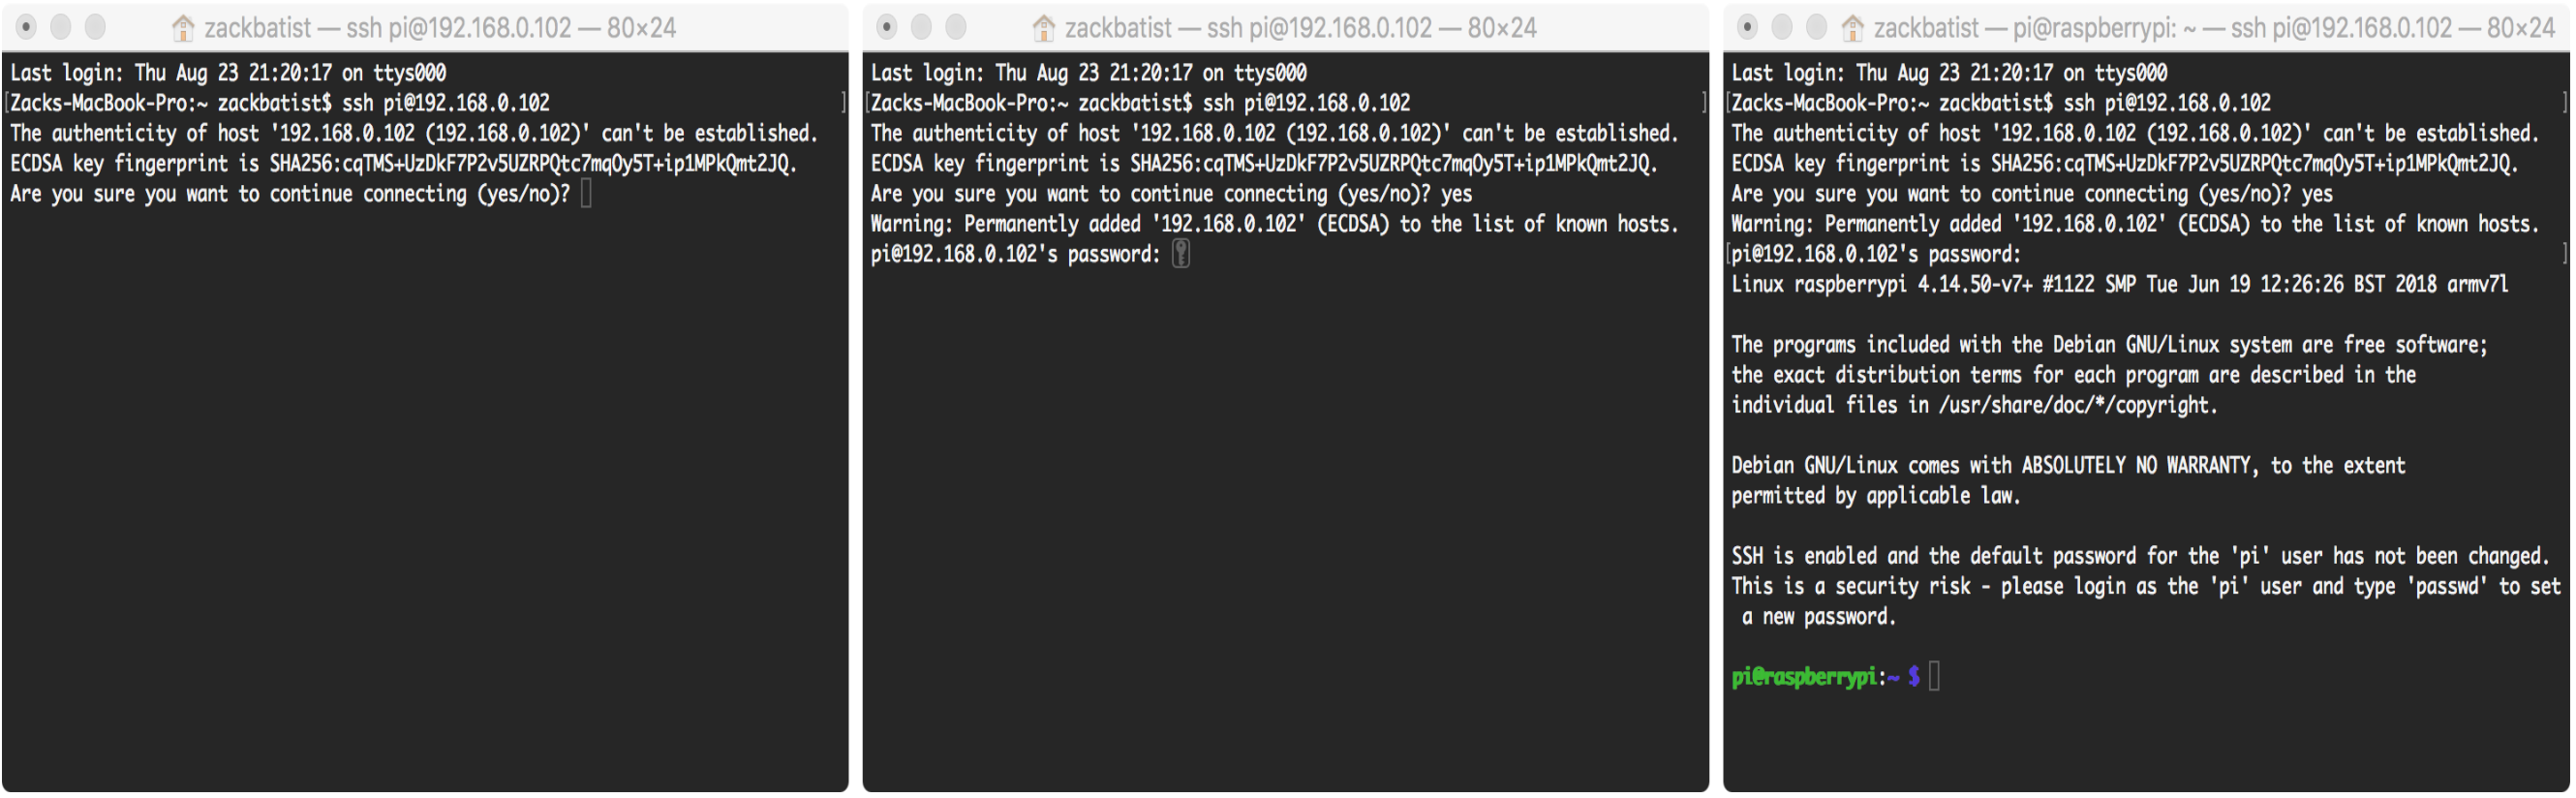 zackbatist — ssh pi@192.168.0.102 — 80×24
Last login: Thu Aug 23 21:20:17 on ttys000
[Zacks-MacBook-Pro:~ zackbatist$ ssh pi@192.168.0.102 ]
The authenticity of host '192.168.0.102 (192.168.0.102)' can't be established.
ECDSA key fingerprint is SHA256:cqTMS+UzDkF7P2v5UZRPQtc7mqOy5T+ip1MPkQmt2JQ.
Are you sure you want to continue connecting (yes/no)?
zackbatist — ssh pi@192.168.0.102 — 80×24
Last login: Thu Aug 23 21:20:17 on ttys000
[Zacks-MacBook-Pro:~ zackbatist$ ssh pi@192.168.0.102 ]
The authenticity of host '192.168.0.102 (192.168.0.102)' can't be established.
ECDSA key fingerprint is SHA256:cqTMS+UzDkF7P2v5UZRPQtc7mqOy5T+ip1MPkQmt2JQ.
Are you sure you want to continue connecting (yes/no)? yes
Warning: Permanently added '192.168.0.102' (ECDSA) to the list of known hosts.
pi@192.168.0.102's password:
zackbatist — pi@raspberrypi: ~ — ssh pi@192.168.0.102 — 80×24
Last login: Thu Aug 23 21:20:17 on ttys000
[Zacks-MacBook-Pro:~ zackbatist$ ssh pi@192.168.0.102 ]
The authenticity of host '192.168.0.102 (192.168.0.102)' can't be established.
ECDSA key fingerprint is SHA256:cqTMS+UzDkF7P2v5UZRPQtc7mqOy5T+ip1MPkQmt2JQ.
Are you sure you want to continue connecting (yes/no)? yes
Warning: Permanently added '192.168.0.102' (ECDSA) to the list of known hosts.
[pi@192.168.0.102's password: ]
Linux raspberrypi 4.14.50-v7+ #1122 SMP Tue Jun 19 12:26:26 BST 2018 armv7l
The programs included with the Debian GNU/Linux system are free software;
the exact distribution terms for each program are described in the
individual files in /usr/share/doc/*/copyright.
Debian GNU/Linux comes with ABSOLUTELY NO WARRANTY, to the extent
permitted by applicable law.
SSH is enabled and the default password for the 'pi' user has not been changed.
This is a security risk - please login as the 'pi' user and type 'passwd' to set
a new password.
pi@raspberrypi:~ $